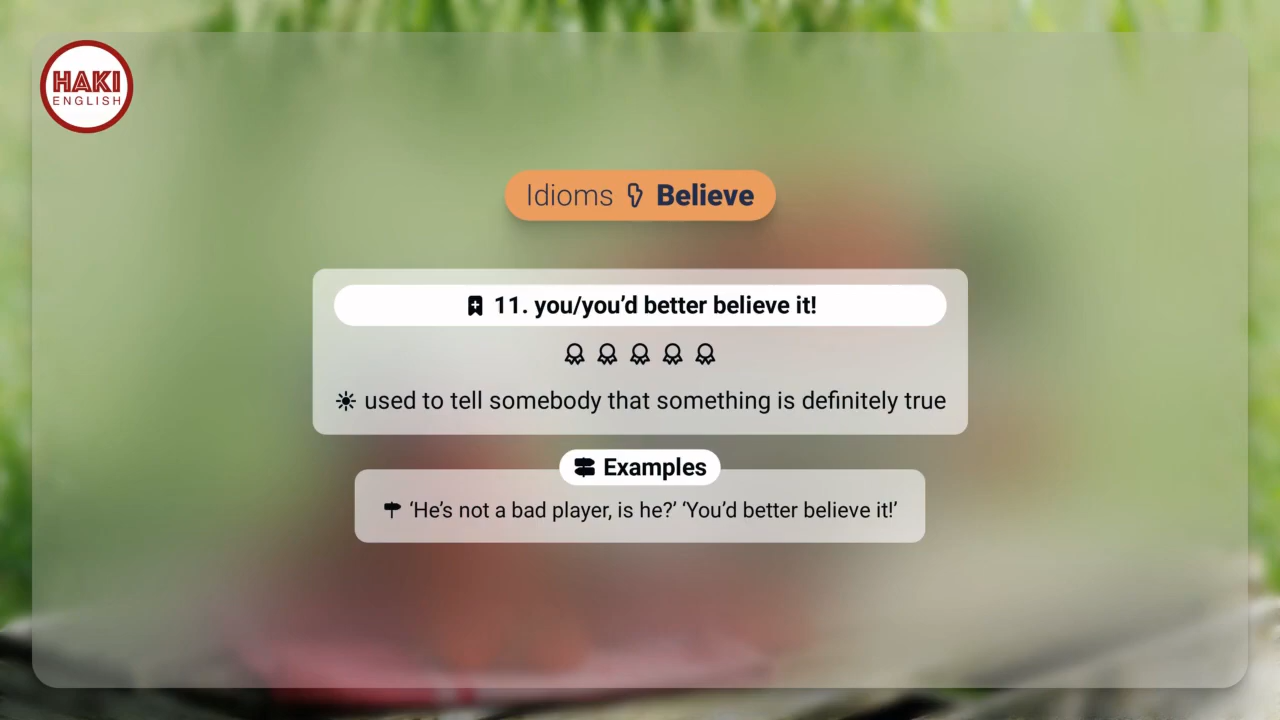 HAKI
ENGLISH
Idioms Believe
11. you/you’d better believe it!
used to tell somebody that something is definitely true
Examples
‘He’s not a bad player, is he?’ ‘You’d better believe it!’